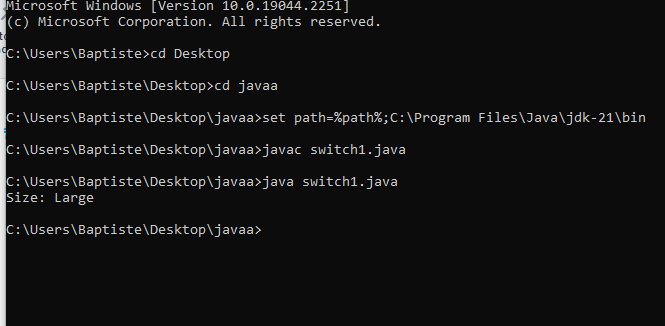 Microsoft Windows [Version 10.0.19044.2251]
(c) Microsoft Corporation. All rights reserved.
C:\Users\Baptiste>cd Desktop
C:\Users\Baptiste\Desktop>cd javaa
C:\Users\Baptiste\Desktop\javaa>set path=%path%;C:\Program Files\Java\jdk-21\bin
C:\Users\Baptiste\Desktop\javaa>javac switch1.java
C:\Users\Baptiste\Desktop\javaa>java switch1.java
Size: Large
C:\Users\Baptiste\Desktop\javaa>